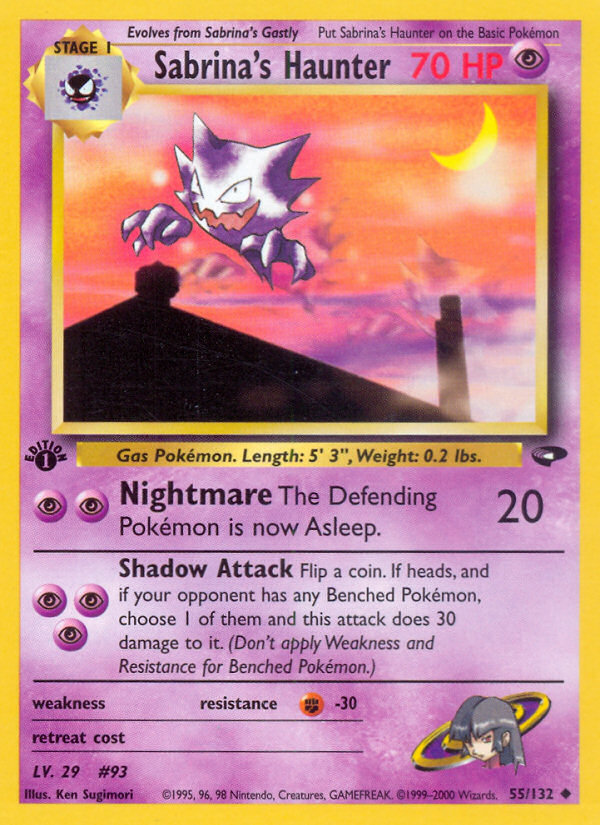 Evolves from Sabrina's Gastly Put Sabrina's Haunter on the Basic Pokémon
STAGE 1
Sabrina's Haunter 70 HP
EDITION
1
Gas Pokémon. Length: 5' 3", Weight: 0.2 lbs.
Nightmare The Defending
Pokémon is now Asleep.
20
Shadow Attack Flip a coin. If heads, and
if your opponent has any Benched Pokémon,
choose 1 of them and this attack does 30
damage to it. (Don't apply Weakness and
Resistance for Benched Pokémon.)
weakness resistance -30
retreat cost
LV. 29 #93
Illus. Ken Sugimori ©1995, 96, 98 Nintendo, Creatures, GAMEFREAK. ©1999–2000 Wizards. 55/132